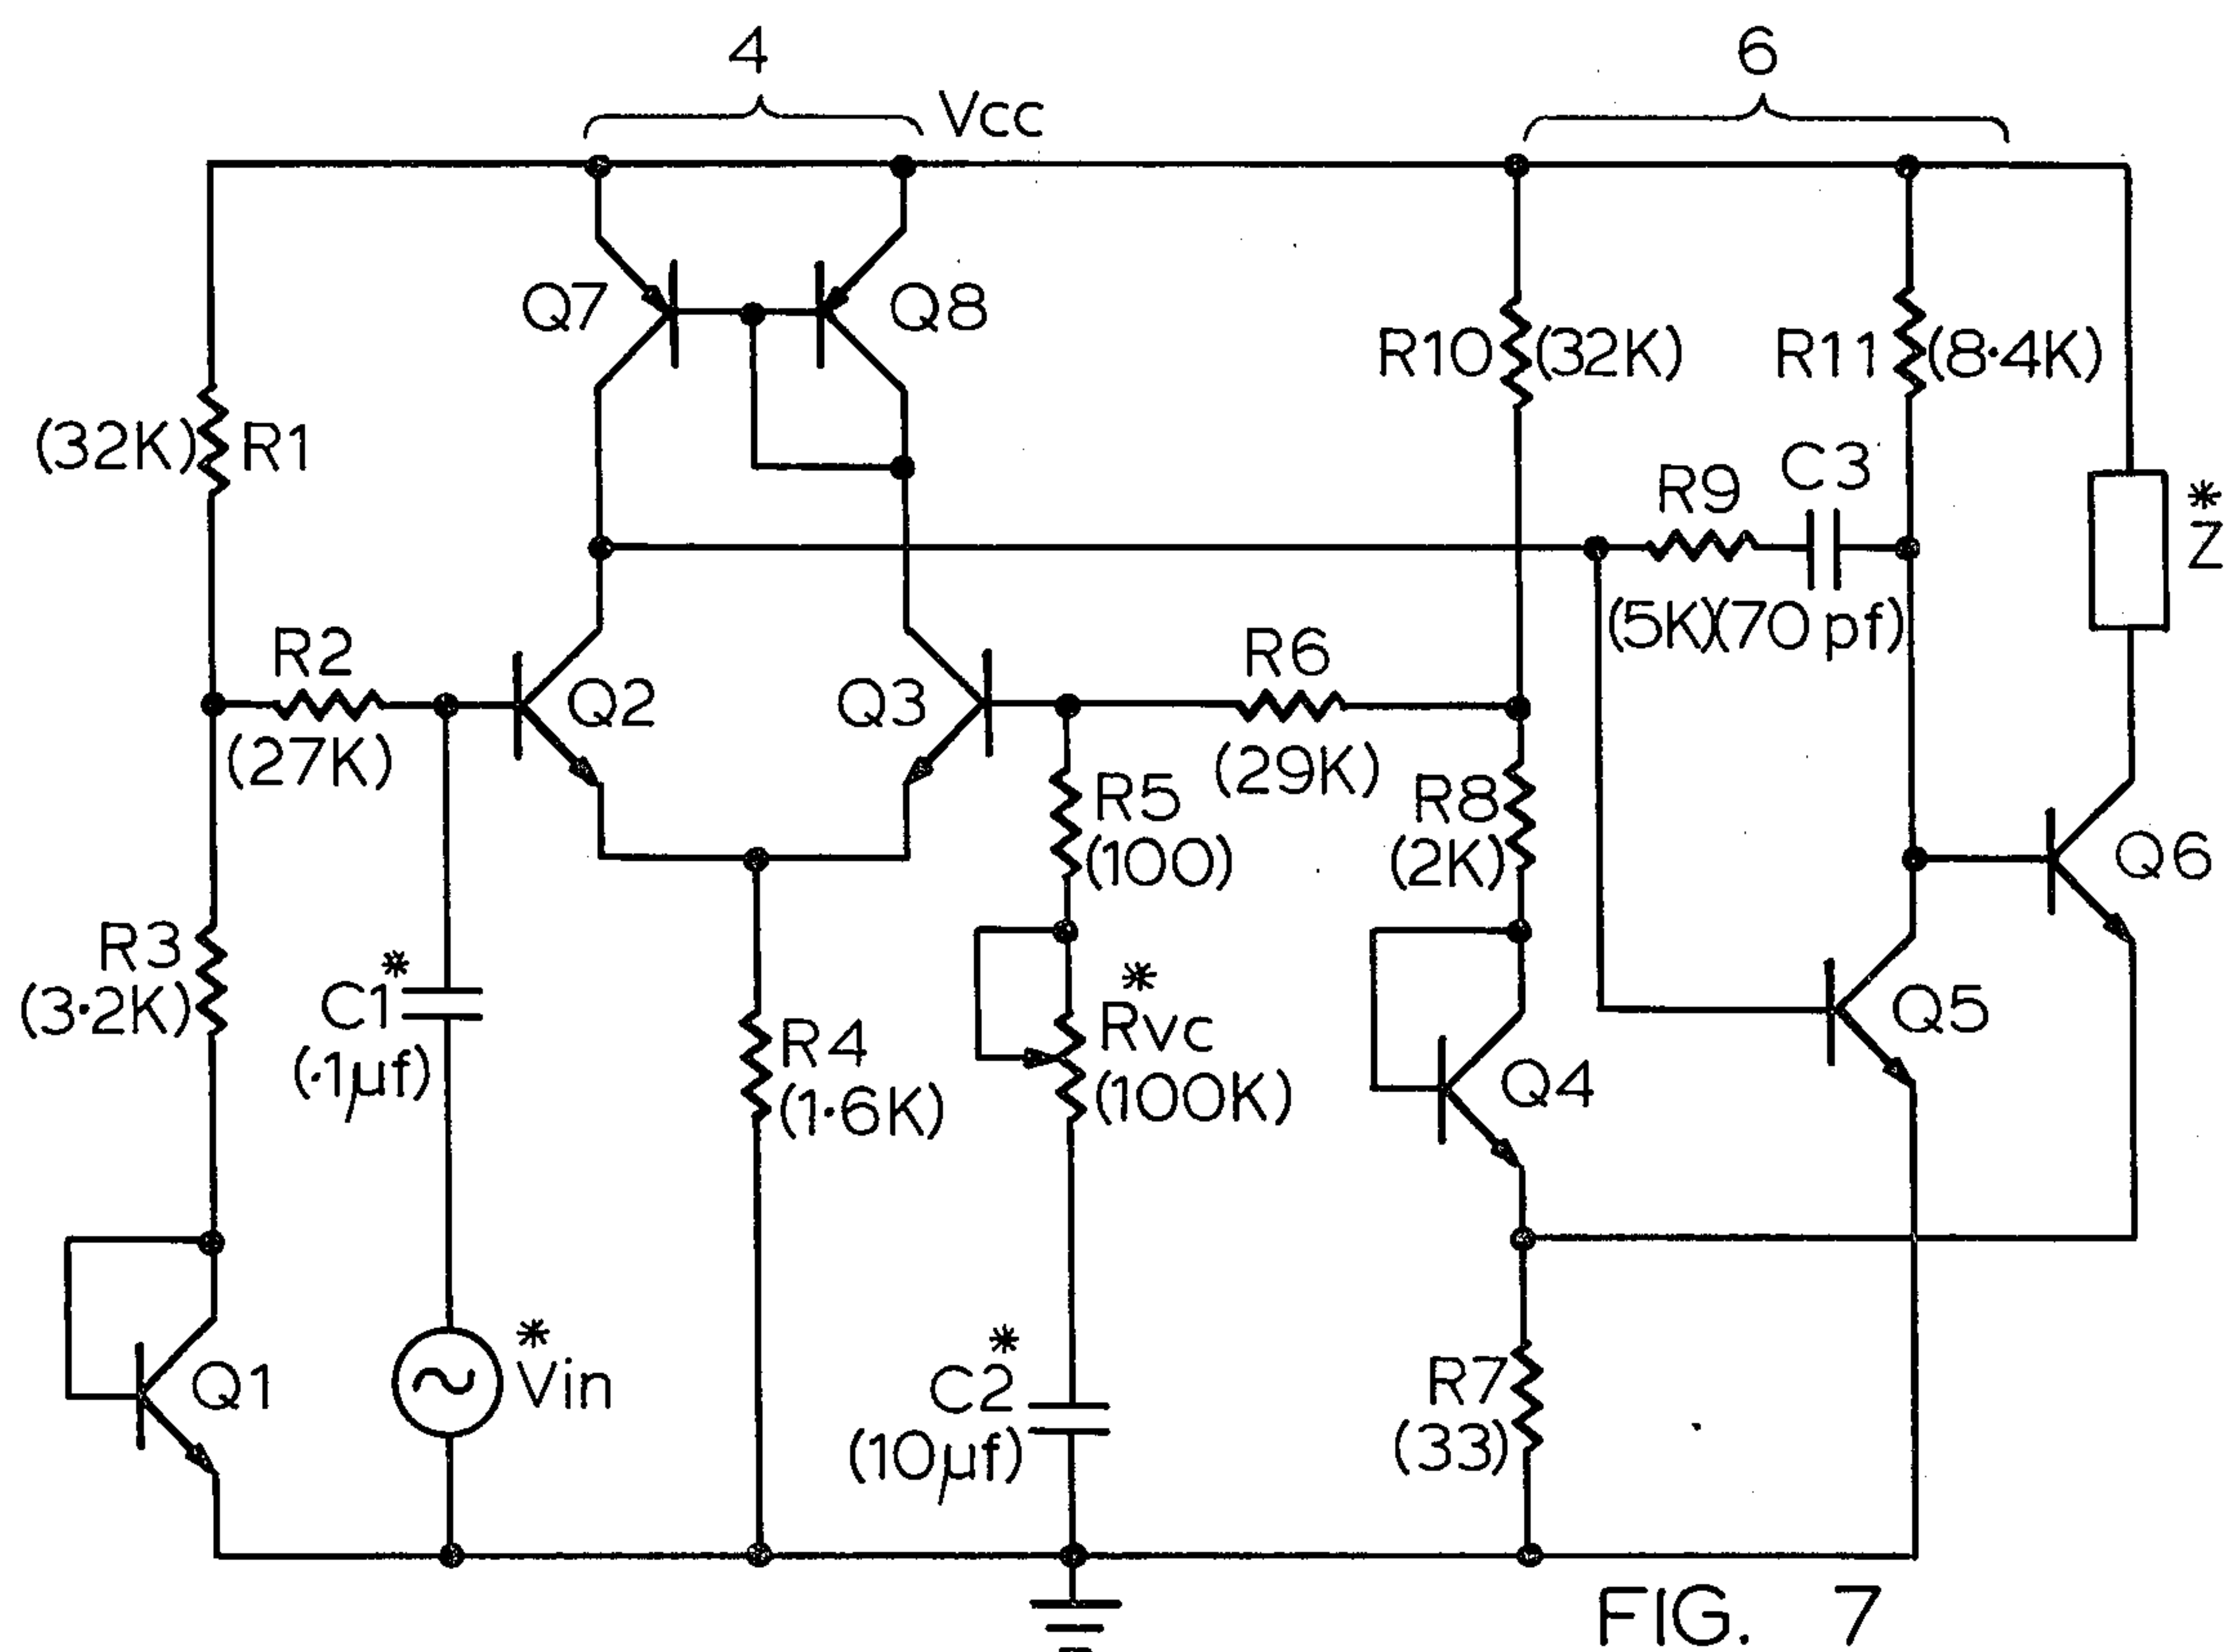 4
6
Vcc
Q7
Q8
R10
(32K)
R11
(8·4K)
(32K)
R1
R9
C3
*
Z
(5K)
(70 pf)
R2
(27K)
Q2
Q3
R6
(29K)
R5
(100)
R8
(2K)
Q6
R3
(3·2K)
C1*
(.1µf)
R4
(1·6K)
*
Rvc
(100K)
Q4
Q5
Q1
*
Vin
C2*
(10µf)
R7
(33)
FIG. 7